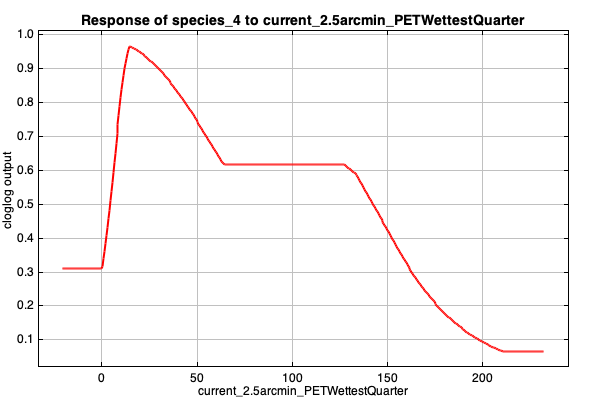 Response of species_4 to current_2.5arcmin_PETWettestQuarter
1.0
0.9
0.8
0.7
0.6
0.5
0.4
0.3
0.2
0.1
cloglog output
0 50 100 150 200
current_2.5arcmin_PETWettestQuarter